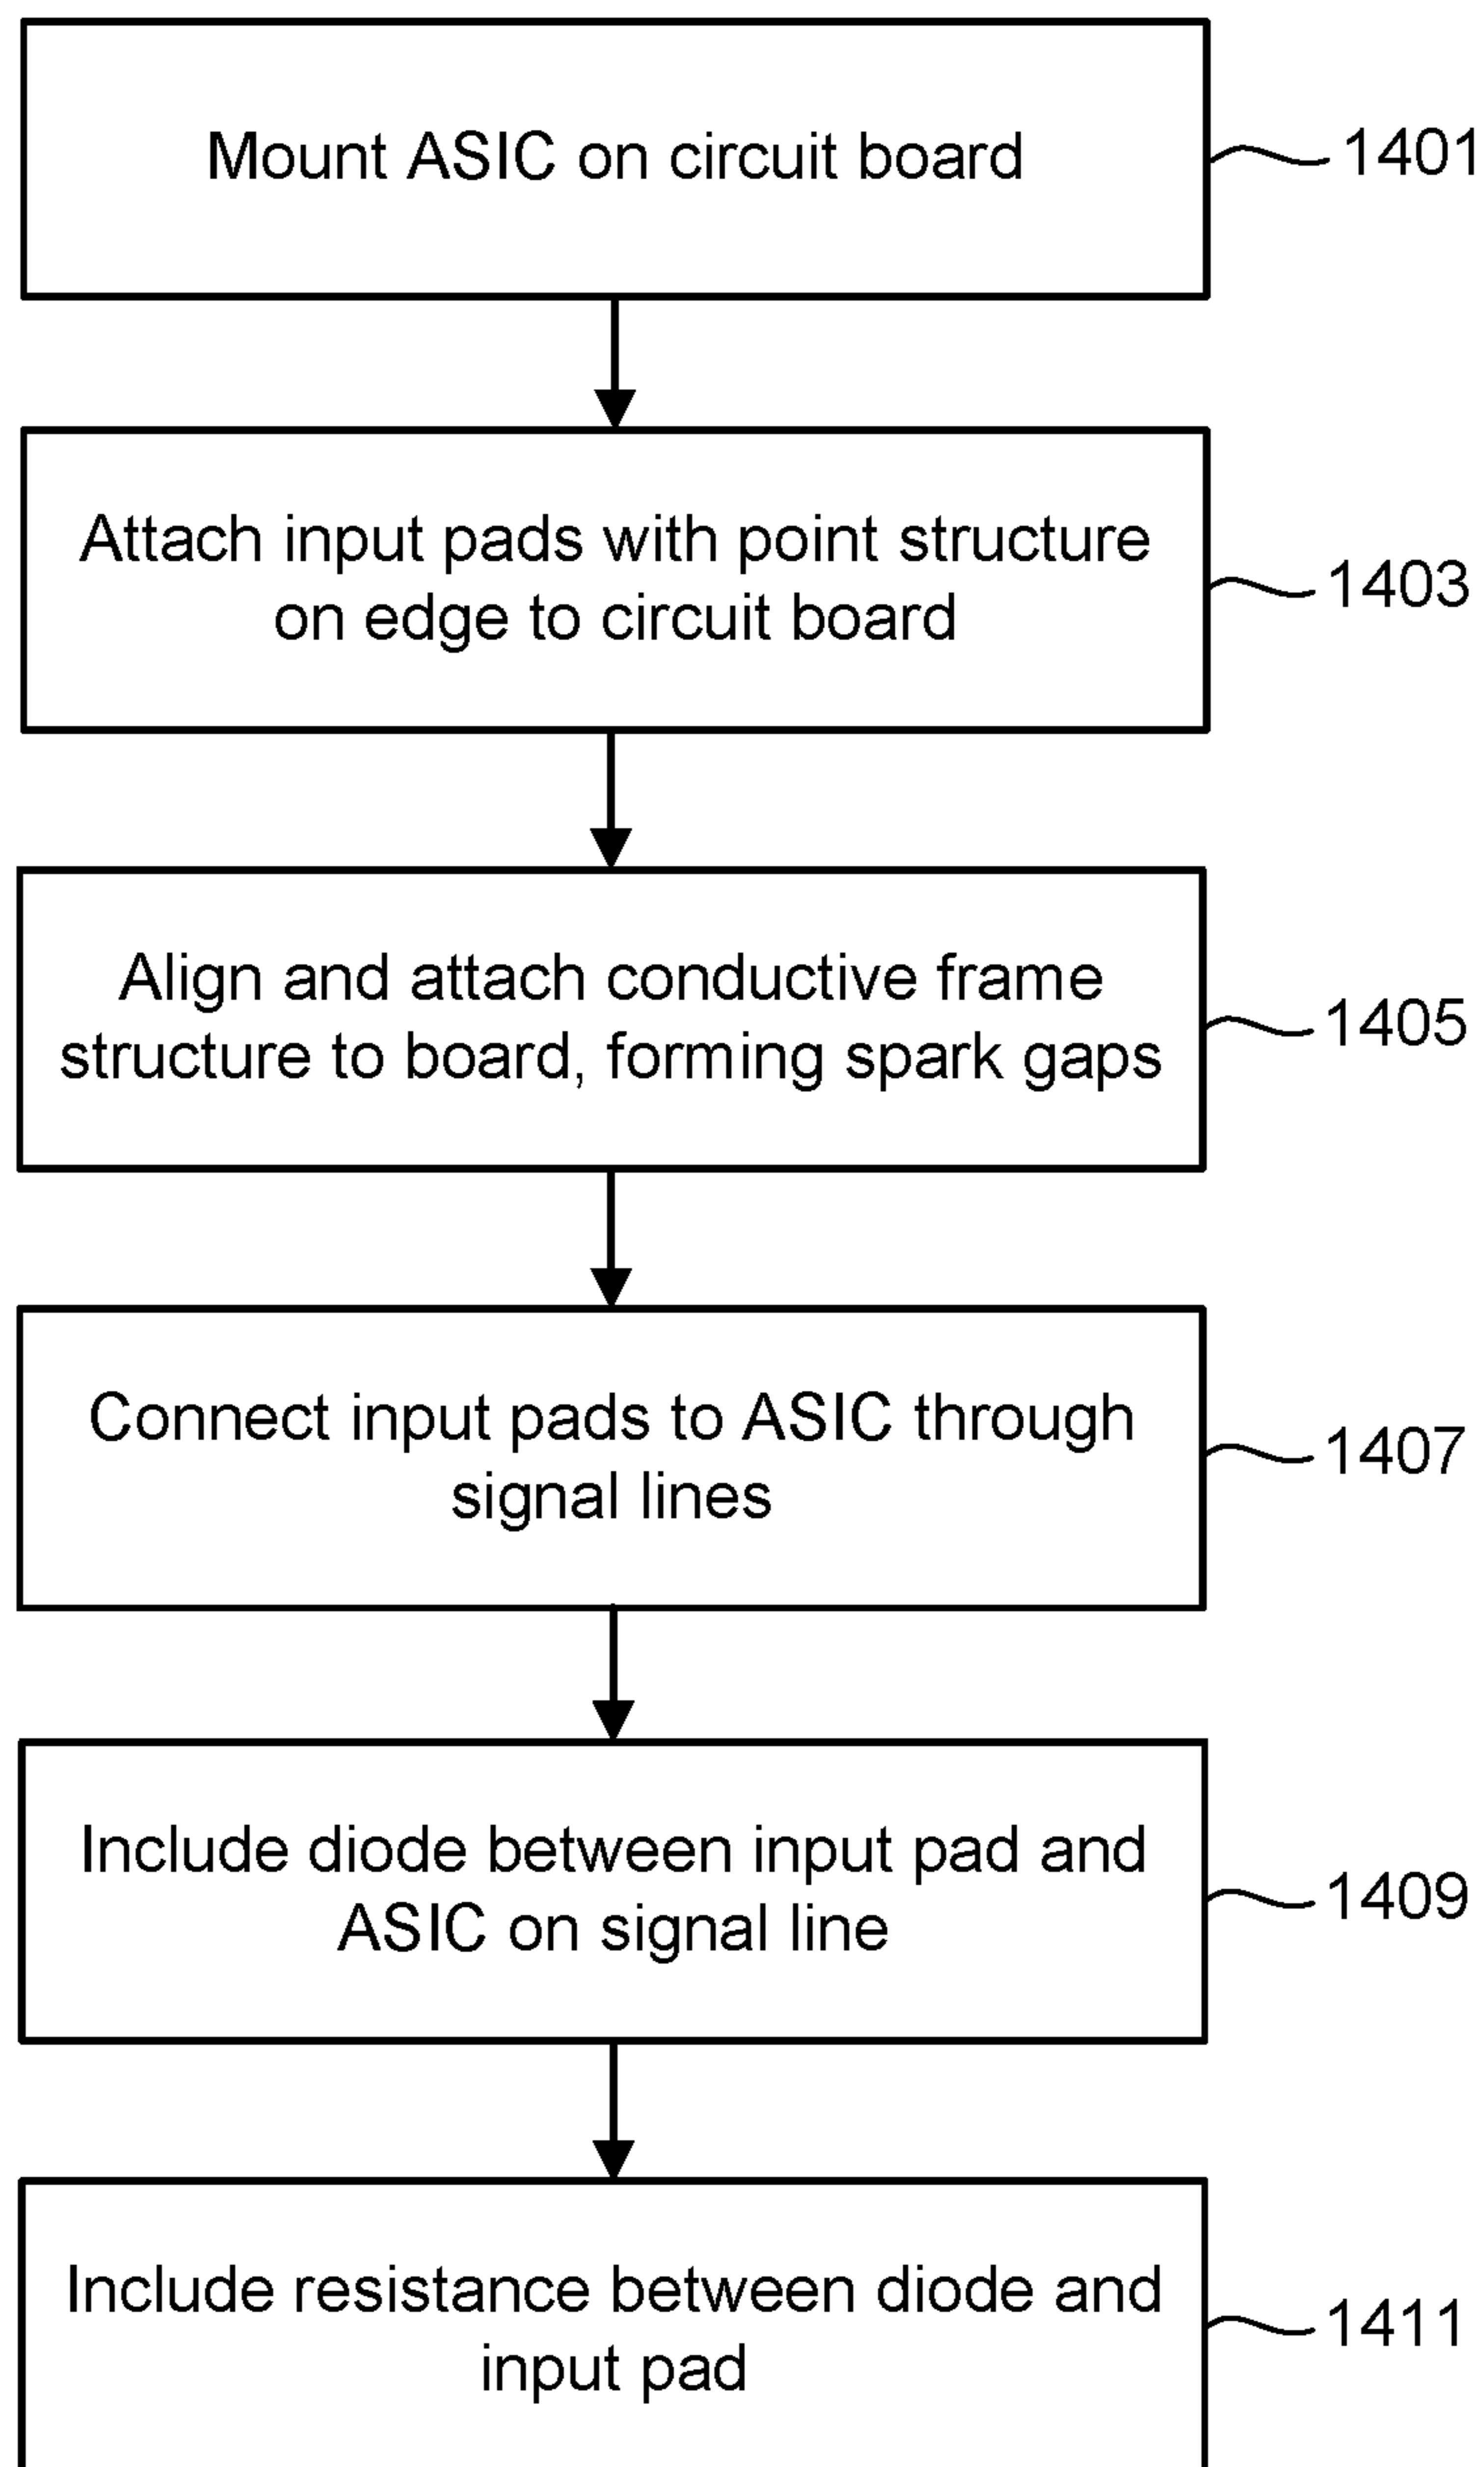 Mount ASIC on circuit board
1401
Attach input pads with point structure
on edge to circuit board
1403
Align and attach conductive frame
structure to board, forming spark gaps
1405
Connect input pads to ASIC through
signal lines
1407
Include diode between input pad and
ASIC on signal line
1409
Include resistance between diode and
input pad
1411